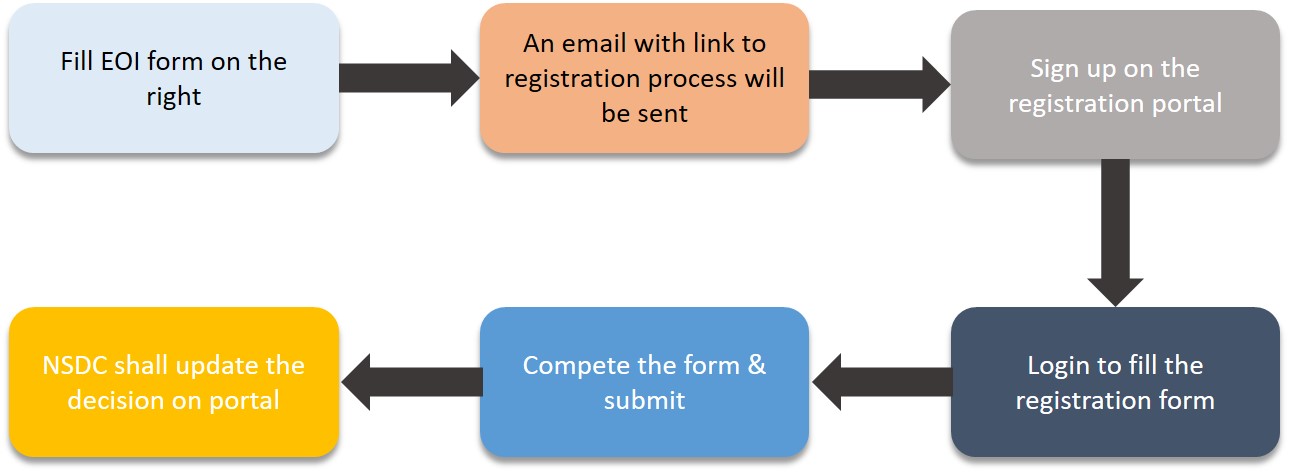 Fill EOI form on the
right
An email with link to
registration process will
be sent
Sign up on the
registration portal
Login to fill the
registration form
Compete the form &
submit
NSDC shall update the
decision on portal